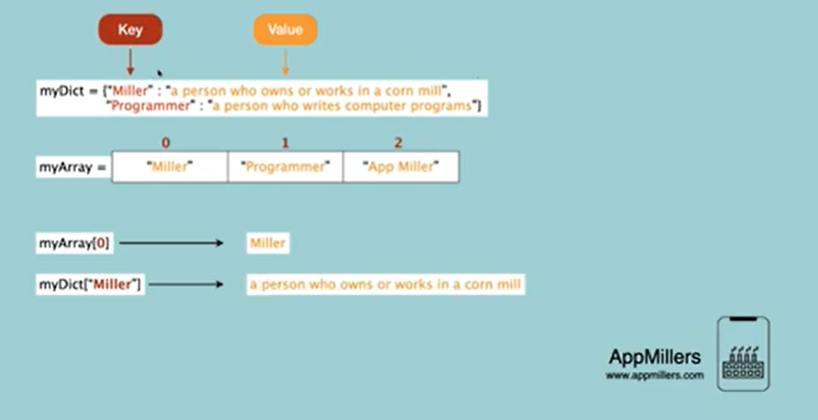 Key Value
myDict = {"Miller" : "a person who owns or works in a corn mill",
"Programmer" : "a person who writes computer programs"}
0 1 2
myArray = "Miller" "Programmer" "App Miller"
myArray[0] Miller
myDict["Miller"] a person who owns or works in a corn mill
AppMillers
www.appmillers.com